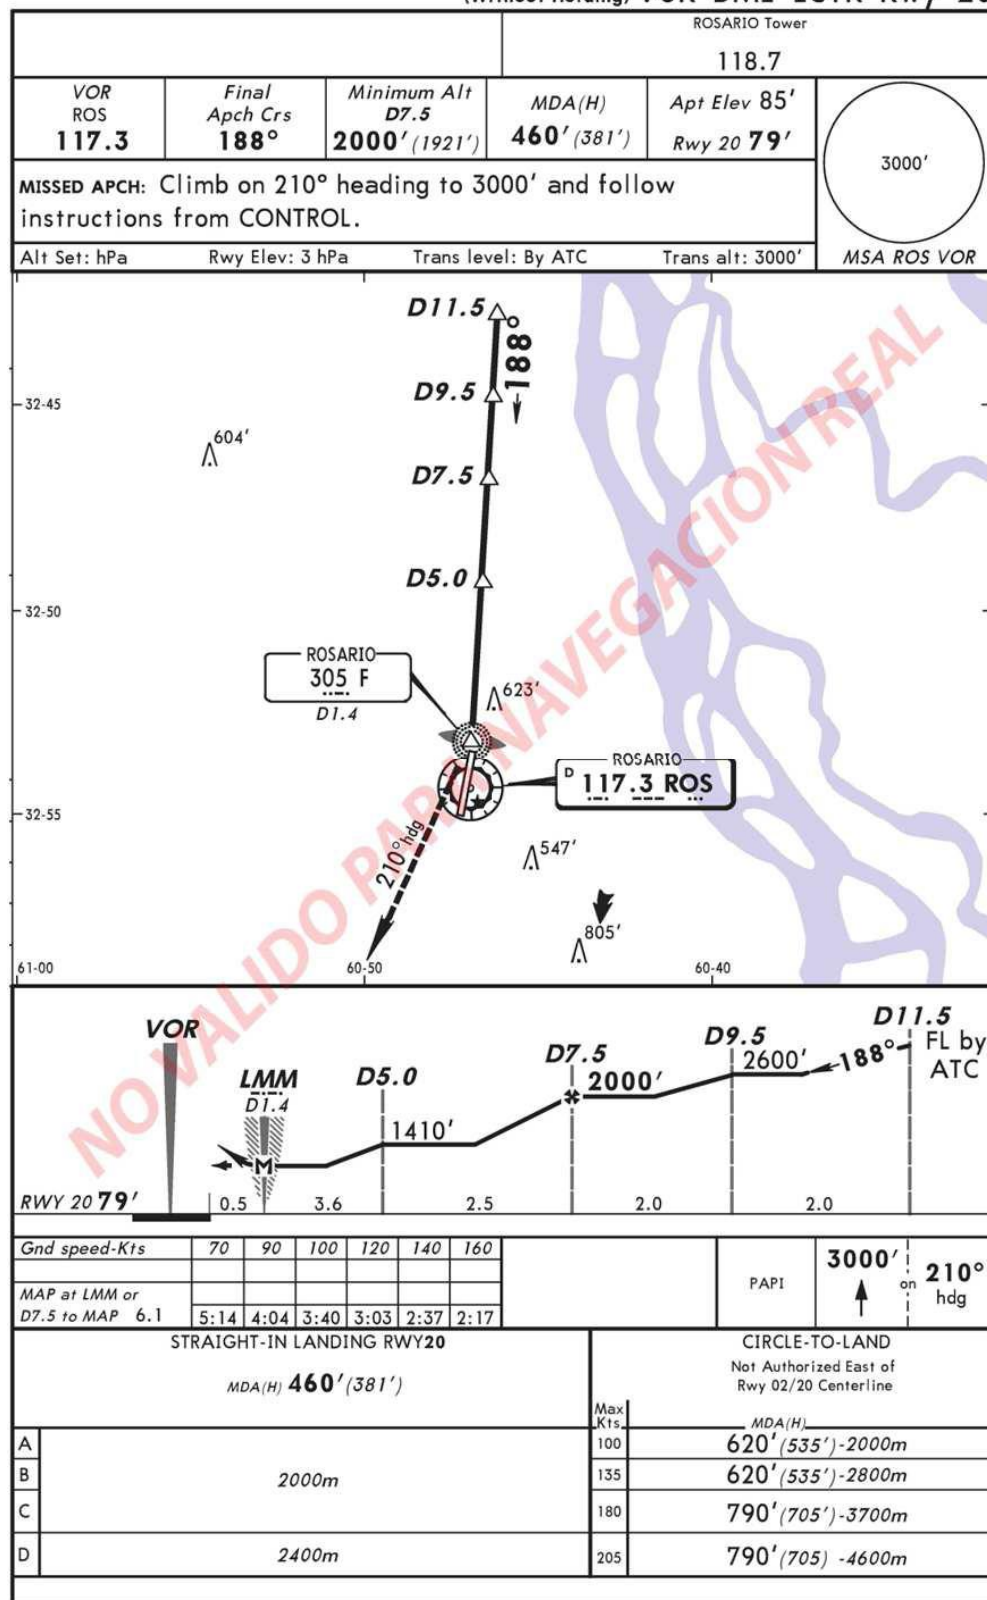 (Without Holding) VOR DME LCTR Rwy 20
ROSARIO Tower
118.7
VOR
ROS
117.3
Final
Apch Crs
188°
Minimum Alt
D7.5
2000' (1921')
MDA(H)
460' (381')
Apt Elev 85'
Rwy 20 79'
3000'
MSA ROS VOR
MISSED APCH: Climb on 210° heading to 3000' and follow
instructions from CONTROL.
Alt Set: hPa Rwy Elev: 3 hPa Trans level: By ATC Trans alt: 3000'
D11.5
188°
D9.5
32-45
604'
D7.5
D5.0
32-50
ROSARIO
305 F
D1.4
623'
ROSARIO
D 117.3 ROS
32-55
210° hdg
547'
805'
61-00 60-50 60-40
NO VALIDO PARA NAVEGACION REAL
VOR
LMM
D1.4
D5.0
D7.5
D9.5
D11.5
1410'
2000'
2600'
188°
FL by
ATC
M
RWY 20 79' 0.5 3.6 2.5 2.0 2.0
Gnd speed-Kts 70 90 100 120 140 160
MAP at LMM or
D7.5 to MAP 6.1 5:14 4:04 3:40 3:03 2:37 2:17
PAPI
3000' on 210°
hdg
STRAIGHT-IN LANDING RWY20
MDA(H) 460' (381')
CIRCLE-TO-LAND
Not Authorized East of
Rwy 02/20 Centerline
Max
Kts
MDA(H)
A
B
C
D
2000m
2400m
100 620' (535') -2000m
135 620' (535') -2800m
180 790' (705') -3700m
205 790' (705) -4600m